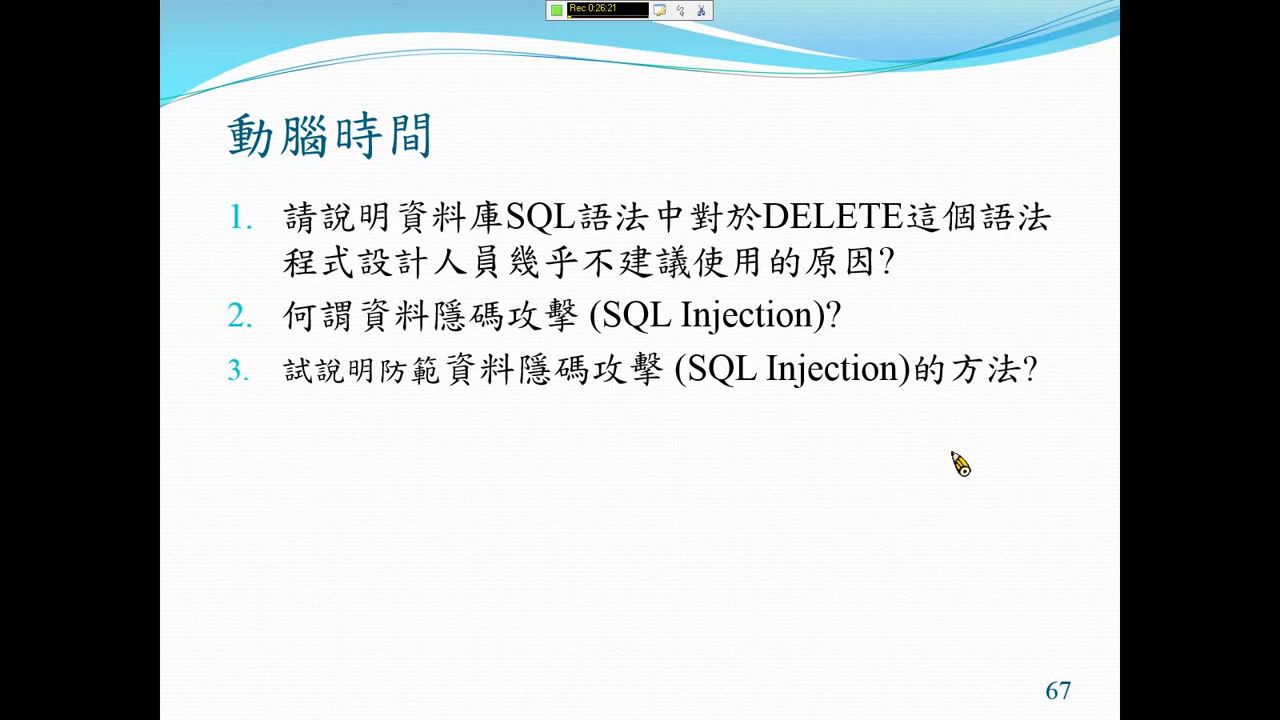 Rec 0:26:21
動腦時間
1. 請說明資料庫SQL語法中對於DELETE這個語法
程式設計人員幾乎不建議使用的原因?
2. 何謂資料隱碼攻擊 (SQL Injection)?
3. 試說明防範資料隱碼攻擊 (SQL Injection)的方法?
67